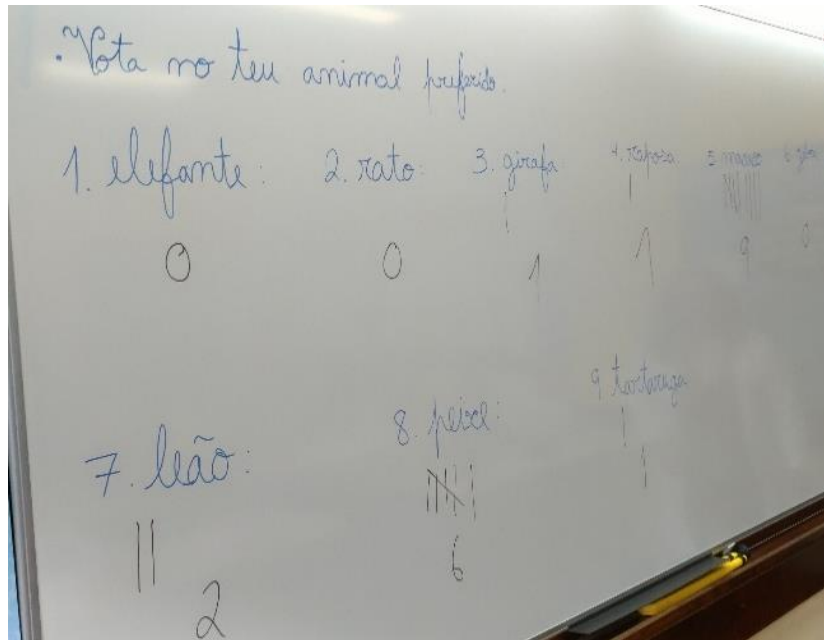 . Vota no teu animal preferido.
1. elefante: 2. rato: 3. girafa 4. raposa 5. macaco 6.
0 0 1 1 9 0
7. leão: 8. peixe: 9. tartaruga
2 6 1